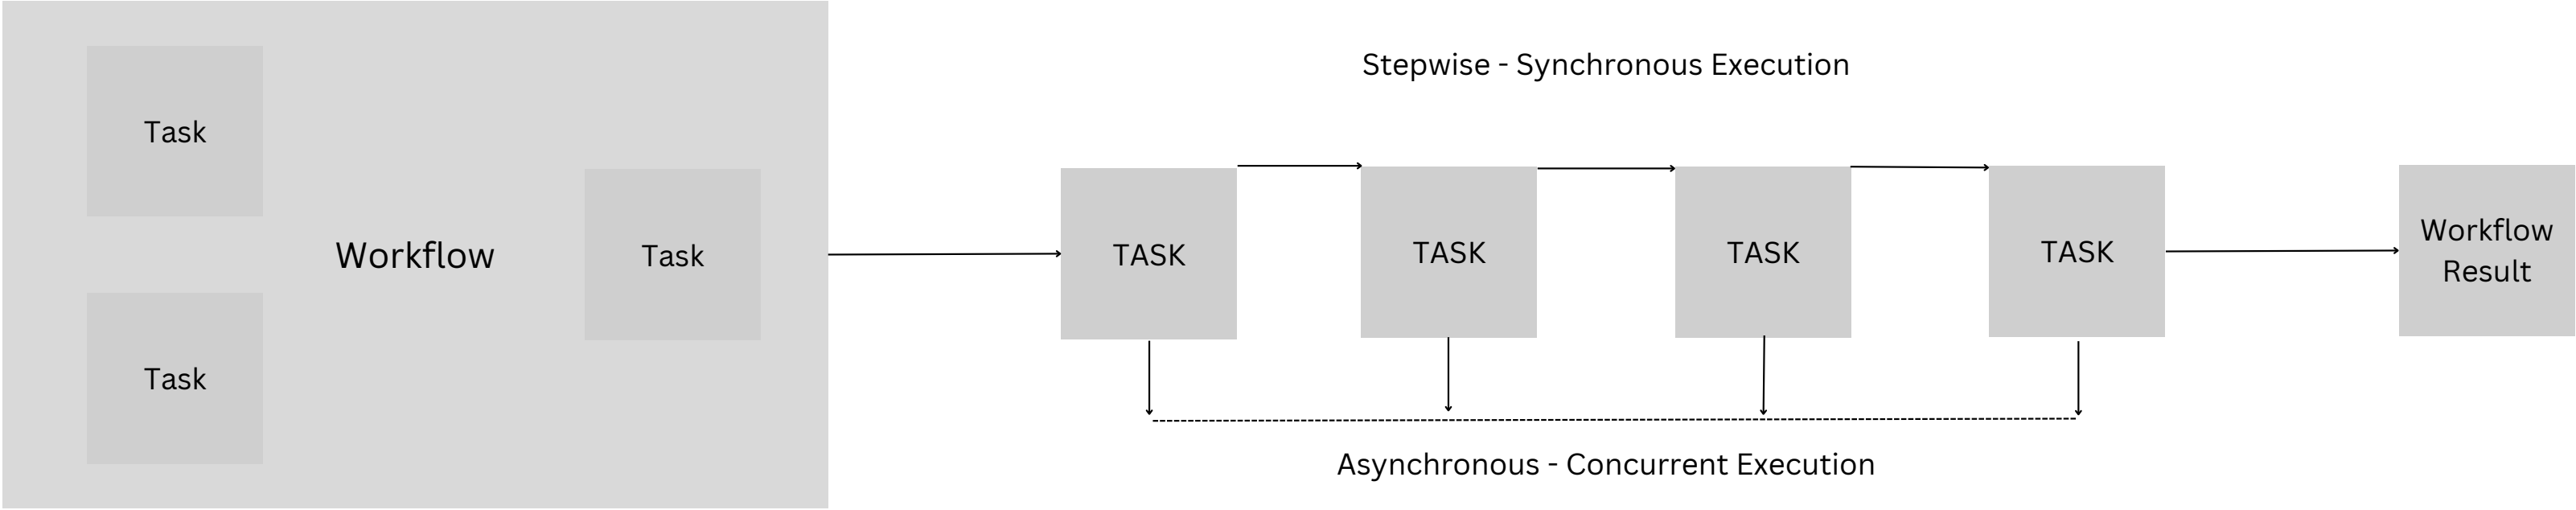 Task
Workflow
Task
Task
Stepwise - Synchronous Execution
TASK
TASK
TASK
TASK
Asynchronous - Concurrent Execution
Workflow
Result